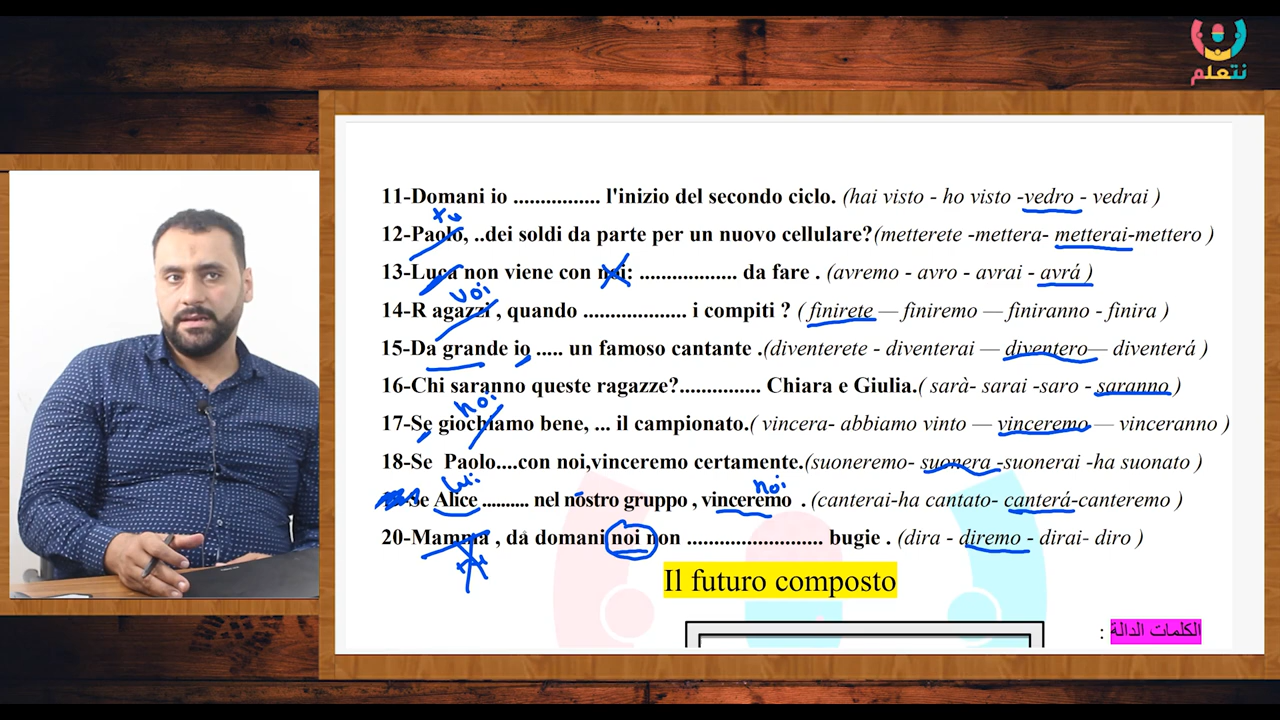 نتعلم
11-Domani io ................ l'inizio del secondo ciclo. (hai visto - ho visto -vedro - vedrai )
tu
12-Paolo, ..dei soldi da parte per un nuovo cellulare?(metterete -mettera- metterai-mettero )
13-Luca non viene con noi: .................. da fare . (avremo - avro - avrai - avrá )
voi
14-R agazzi , quando ................... i compiti ? ( finirete — finiremo — finiranno - finira )
15-Da grande io ..... un famoso cantante .(diventerete - diventerai — diventero— diventerá )
16-Chi saranno queste ragazze?............... Chiara e Giulia.( sarà- sarai -saro - saranno )
noi
17-Se giochiamo bene, ... il campionato.( vincera- abbiamo vinto — vinceremo — vinceranno )
18-Se Paolo....con noi,vinceremo certamente.(suoneremo- suonera -suonerai -ha suonato )
lui noi
Se Alice ......... nel nostro gruppo , vinceremo . (canterai-ha cantato- canterá-canteremo )
20-Mamma , da domani noi non ......................... bugie . (dira - diremo - dirai- diro )
Il futuro composto
الكلمات الدالة :